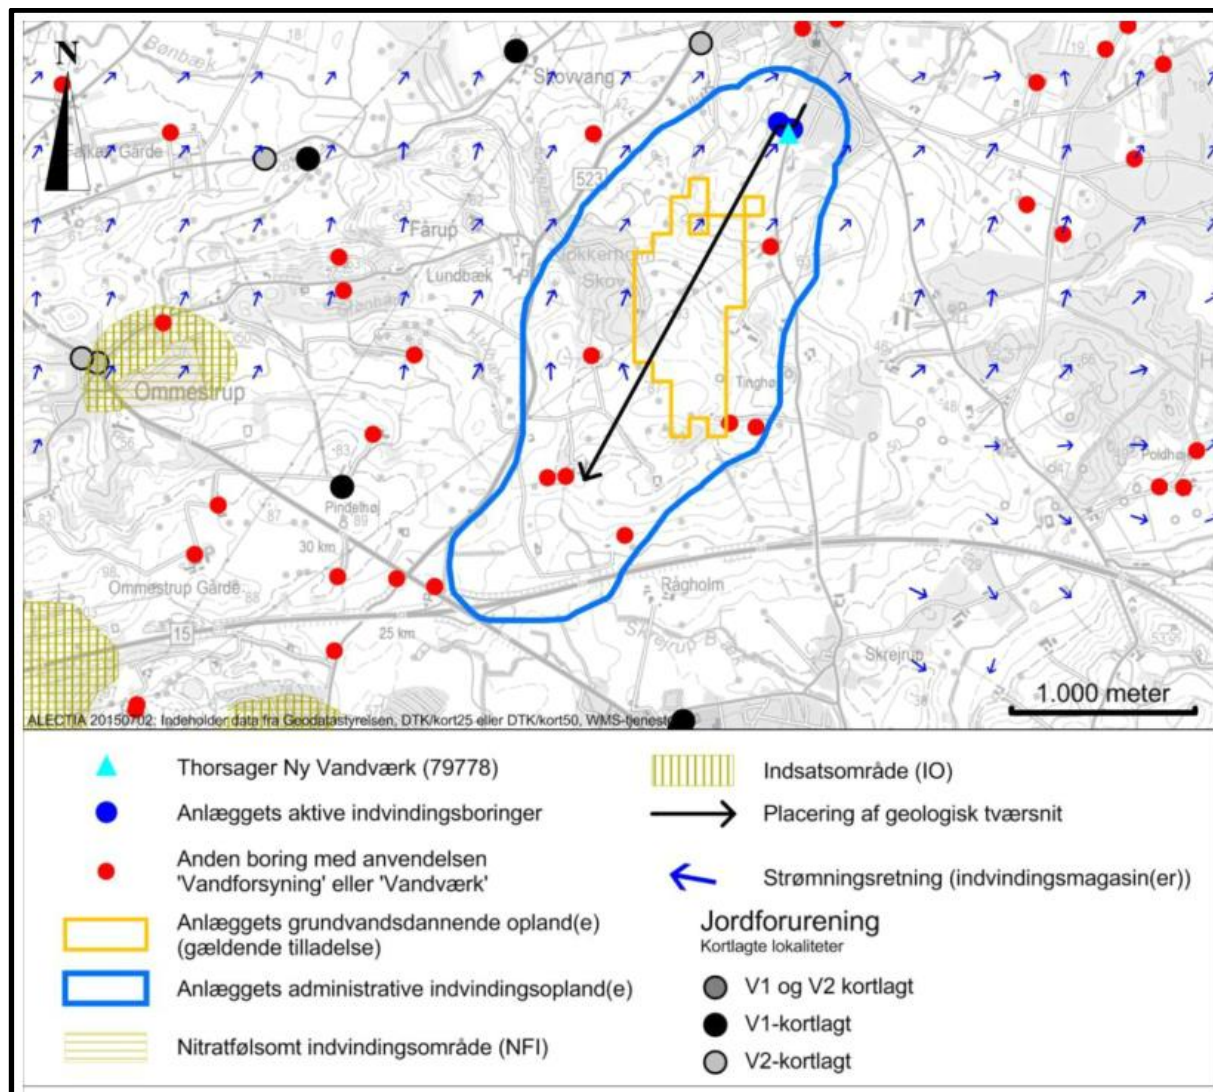 N
Bønbæk
Skovvang
Falkær Gårde
523
Fårup
Lundbæk
Skov
Ommestrup
Tinghøj
Pindelhøj
30 km
Ommestrup Gårde
15
25 km
Rågholm
Skrejrup
Poldhøj
1.000 meter
ALECTIA 20150702: Indeholder data fra Geodatastyrelsen, DTK/kort25 eller DTK/kort50, WMS-tjeneste
Thorsager Ny Vandværk (79778)
Anlæggets aktive indvindingsboringer
Anden boring med anvendelsen
'Vandforsyning' eller 'Vandværk'
Anlæggets grundvandsdannende opland(e)
(gældende tilladelse)
Anlæggets administrative indvindingsopland(e)
Nitratfølsomt indvindingsområde (NFI)
Indsatsområde (IO)
Placering af geologisk tværsnit
Strømningsretning (indvindingsmagasin(er))
Jordforurening
Kortlagte lokaliteter
V1 og V2 kortlagt
V1-kortlagt
V2-kortlagt